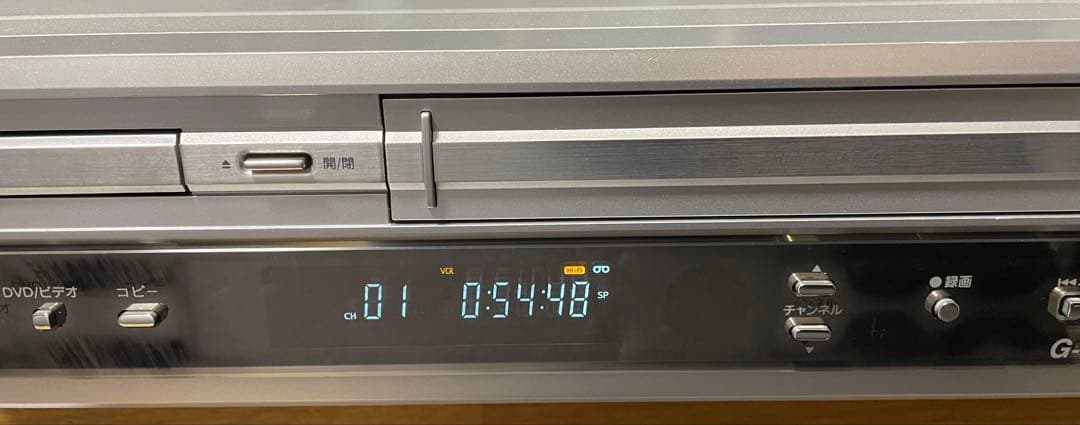 ▲ 開/閉
VCR HI-FI
DVD/ビデオ
コピー
CH 01 0:54:48 SP
▲
チャンネル
▼
●録画
G-